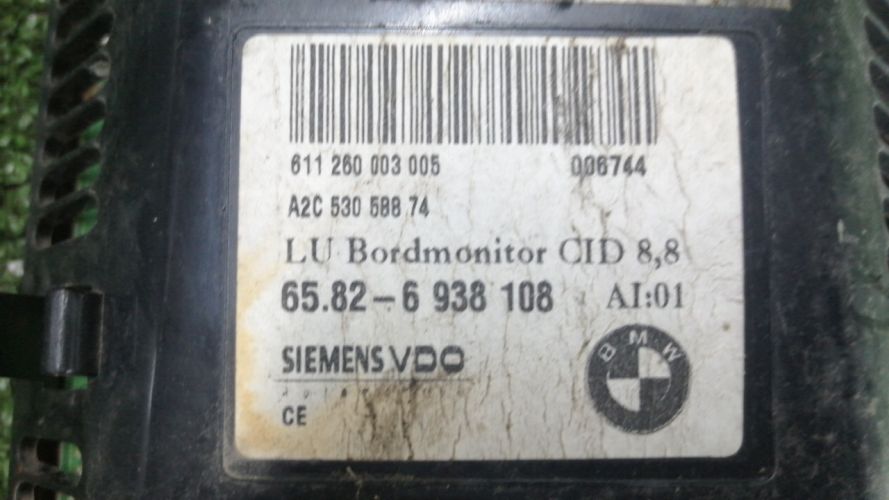 611 260 003 005 006744
A2C 530 588 74
LU Bordmonitor CID 8,8
65.82-6 938 108 AI:01
SIEMENS VDO
BMW
CE